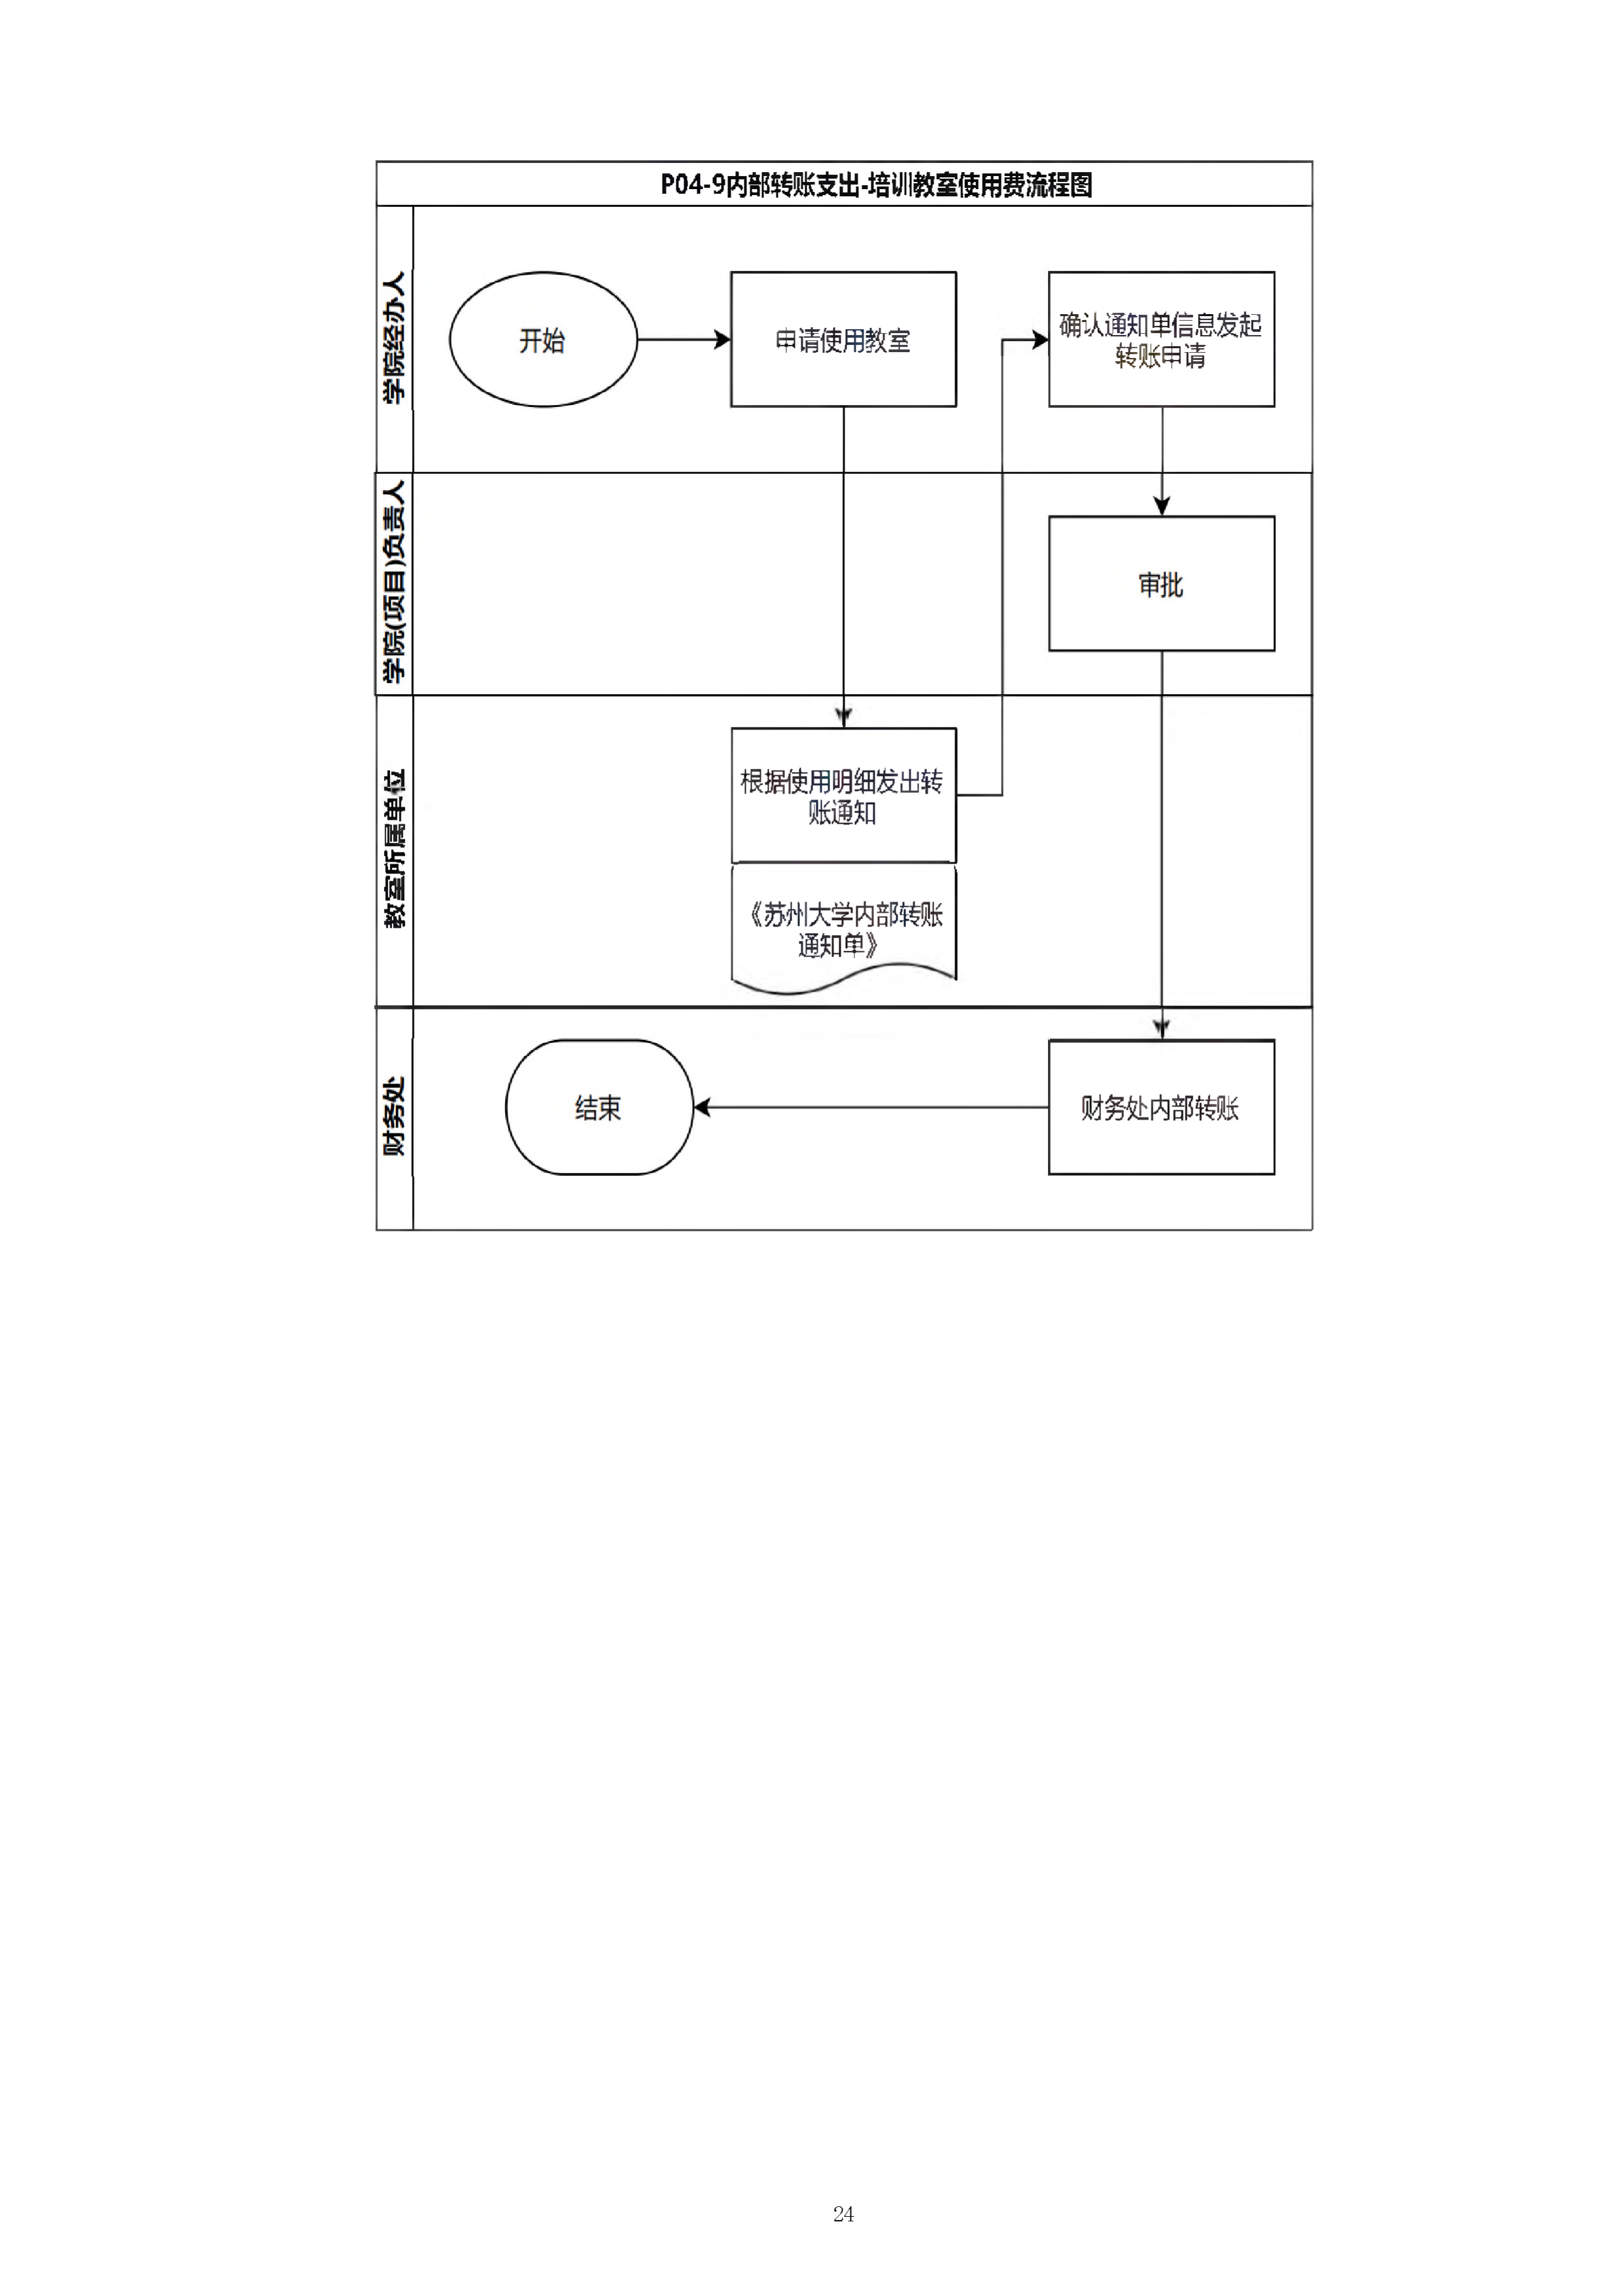 P04-9内部转账支出-培训教室使用费流程图
学院经办人
开始
申请使用教室
确认通知单信息发起
转账申请
学院(项目)负责人
审批
教室所属单位
根据使用明细发出转
账通知
《苏州大学内部转账
通知单》
财务处
结束
财务处内部转账
24